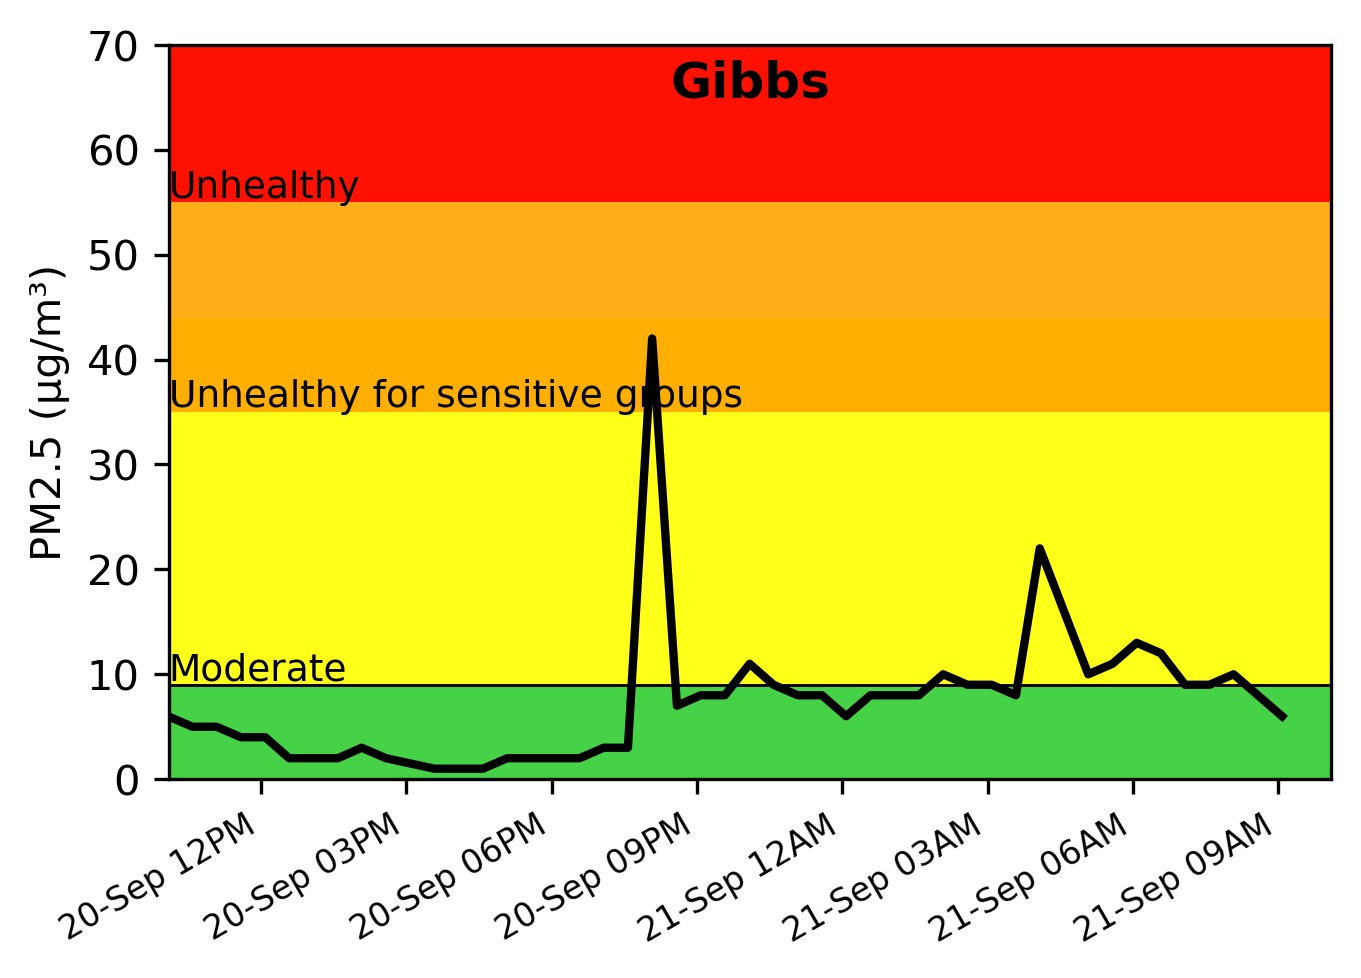 Gibbs
PM2.5 (µg/m³)
70
60
50
40
30
20
10
0
Unhealthy
Unhealthy for sensitive groups
Moderate
20-Sep 12PM
20-Sep 03PM
20-Sep 06PM
20-Sep 09PM
21-Sep 12AM
21-Sep 03AM
21-Sep 06AM
21-Sep 09AM